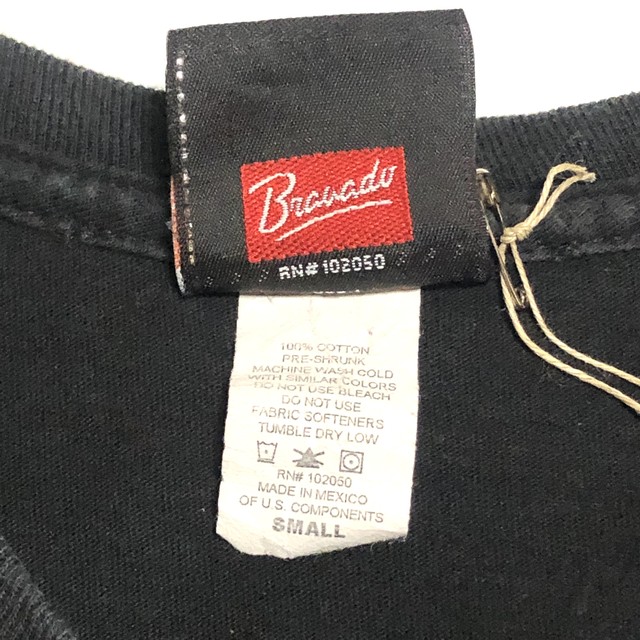 Bravado
RN# 102050
100% COTTON
PRE-SHRUNK
MACHINE WASH COLD
WITH SIMILAR COLORS
DO NOT USE BLEACH
DO NOT USE
FABRIC SOFTENERS
TUMBLE DRY LOW
RN# 102050
MADE IN MEXICO
OF U.S. COMPONENTS
SMALL